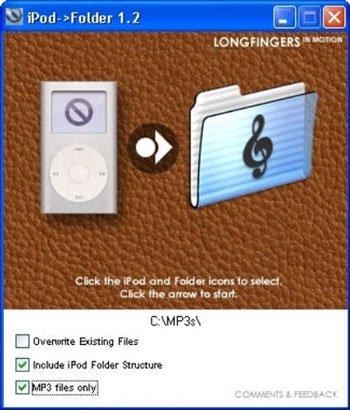 iPod->Folder 1.2
LONGFINGERS IN MOTION
Click the iPod and Folder icons to select.
Click the arrow to start.
C:\MP3s\
Overwrite Existing Files
Include iPod Folder Structure
MP3 files only
COMMENTS & FEEDBACK